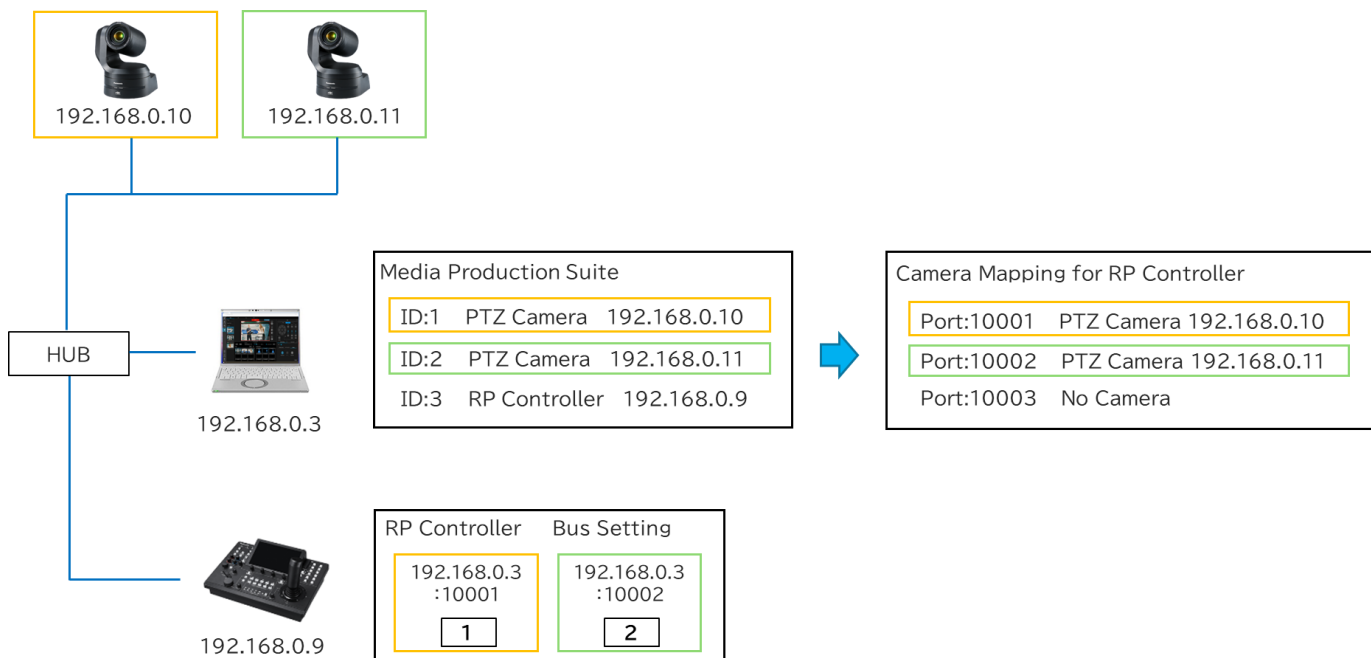 192.168.0.10
192.168.0.11
HUB
192.168.0.3
Media Production Suite
ID:1 PTZ Camera 192.168.0.10
ID:2 PTZ Camera 192.168.0.11
ID:3 RP Controller 192.168.0.9
Camera Mapping for RP Controller
Port:10001 PTZ Camera 192.168.0.10
Port:10002 PTZ Camera 192.168.0.11
Port:10003 No Camera
192.168.0.9
RP Controller Bus Setting
192.168.0.3
:10001
1
192.168.0.3
:10002
2